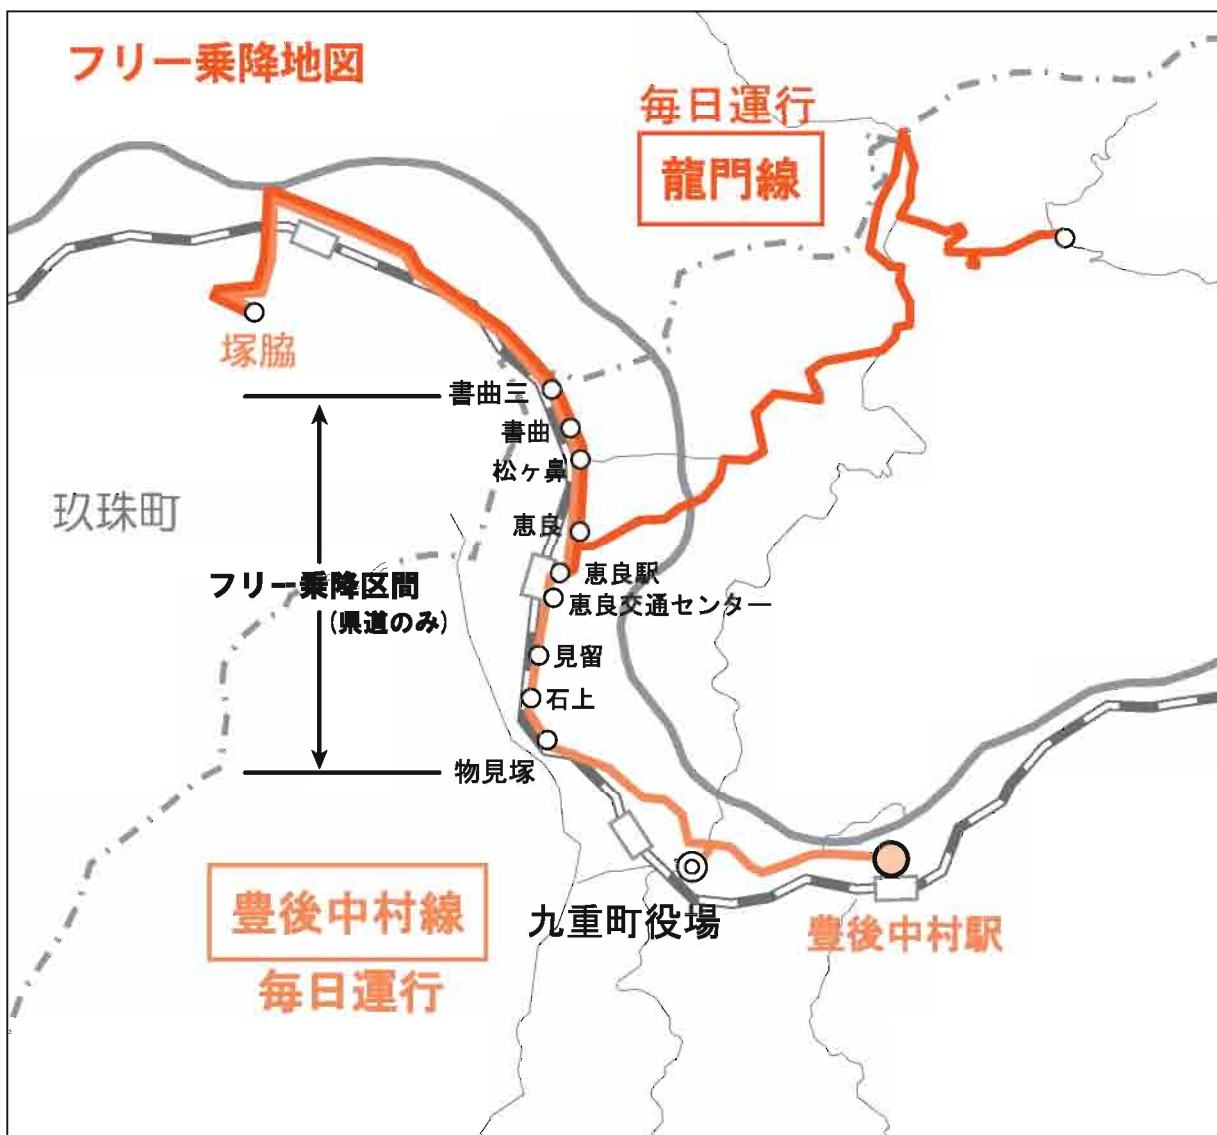 フリー乗降地図
毎日運行
龍門線
塚脇
書曲三
書曲
松ヶ鼻
玖珠町
恵良
恵良駅
フリー乗降区間
(県道のみ)
恵良交通センター
見留
石上
物見塚
豊後中村線
毎日運行
九重町役場
豊後中村駅